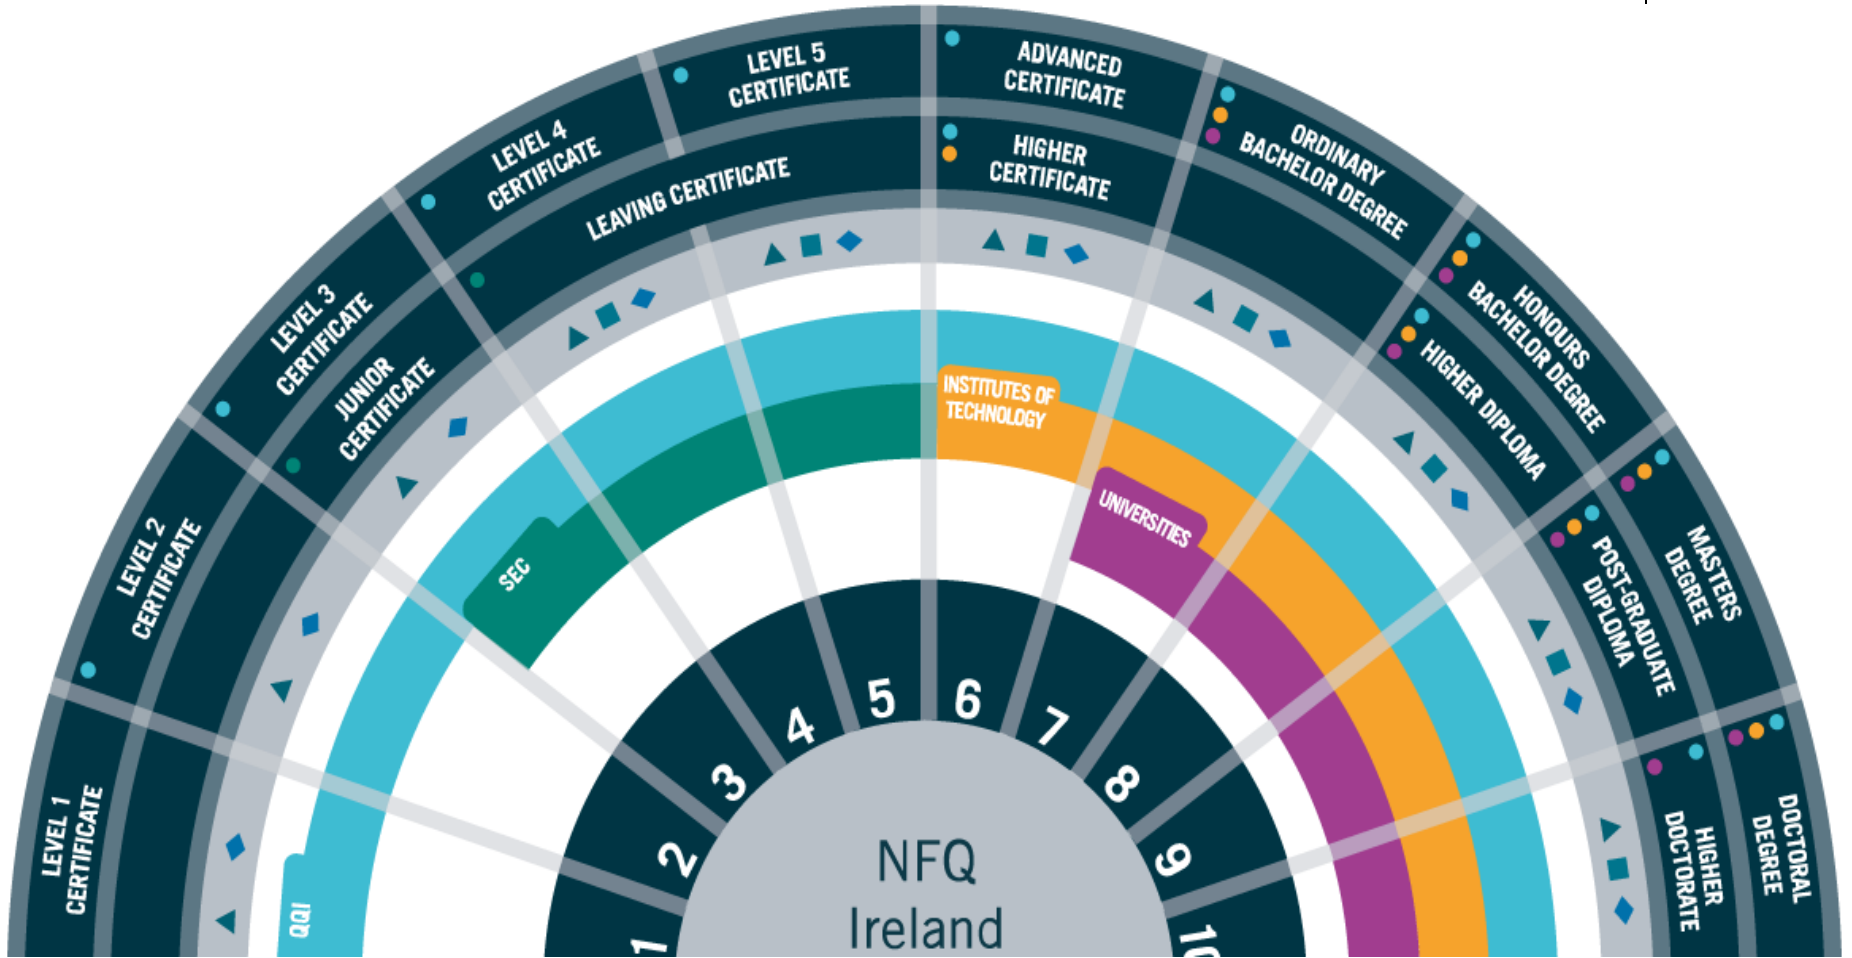 LEVEL 1
CERTIFICATE
LEVEL 2
CERTIFICATE
LEVEL 3
CERTIFICATE
JUNIOR
CERTIFICATE
LEVEL 4
CERTIFICATE
LEVEL 5
CERTIFICATE
LEAVING CERTIFICATE
ADVANCED
CERTIFICATE
HIGHER
CERTIFICATE
ORDINARY
BACHELOR DEGREE
HONOURS
BACHELOR DEGREE
HIGHER DIPLOMA
MASTERS
DEGREE
POST-GRADUATE
DIPLOMA
DOCTORAL
DEGREE
HIGHER
DOCTORATE
QQI
SEC
INSTITUTES OF
TECHNOLOGY
UNIVERSITIES
1
2
3
4
5
6
7
8
9
10
NFQ
Ireland